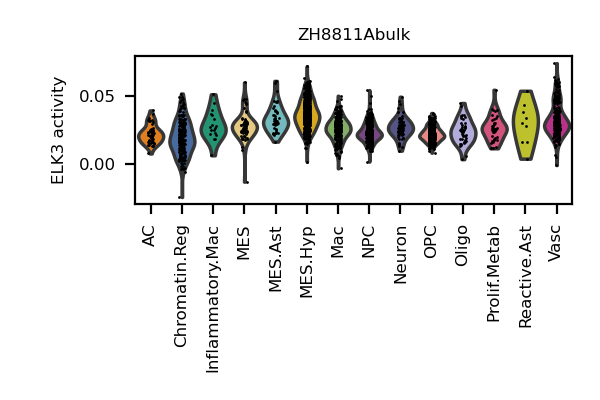 ZH8811Abulk
ELK3 activity
0.05
0.00
AC
Chromatin.Reg
Inflammatory.Mac
MES
MES.Ast
MES.Hyp
Mac
NPC
Neuron
OPC
Oligo
Prolif.Metab
Reactive.Ast
Vasc